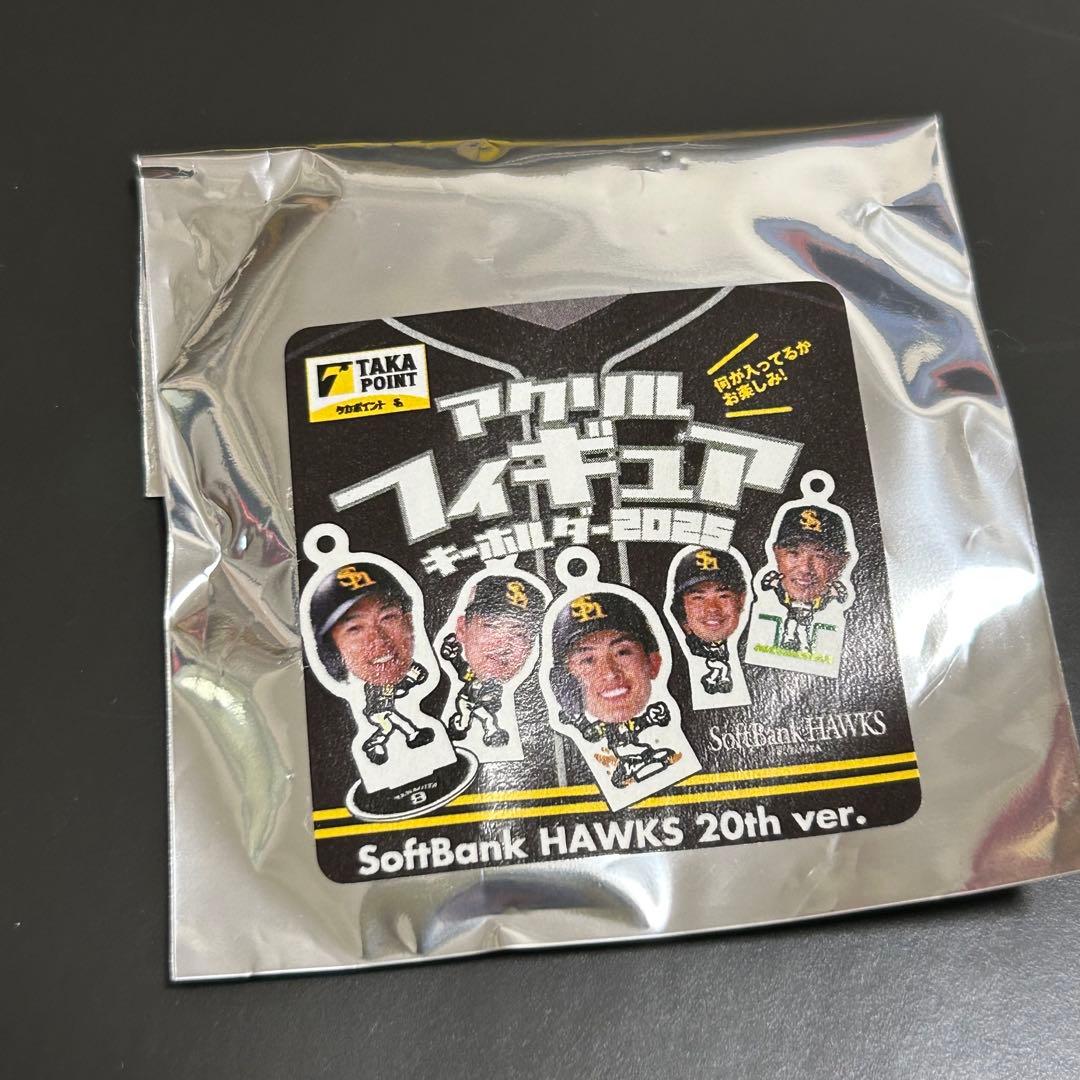 TAKA
POINT
タカポイント
何が入ってるか
お楽しみ!
アクリル
フィギュア
キーホルダー2025
SoftBank HAWKS
SoftBank HAWKS 20th ver.